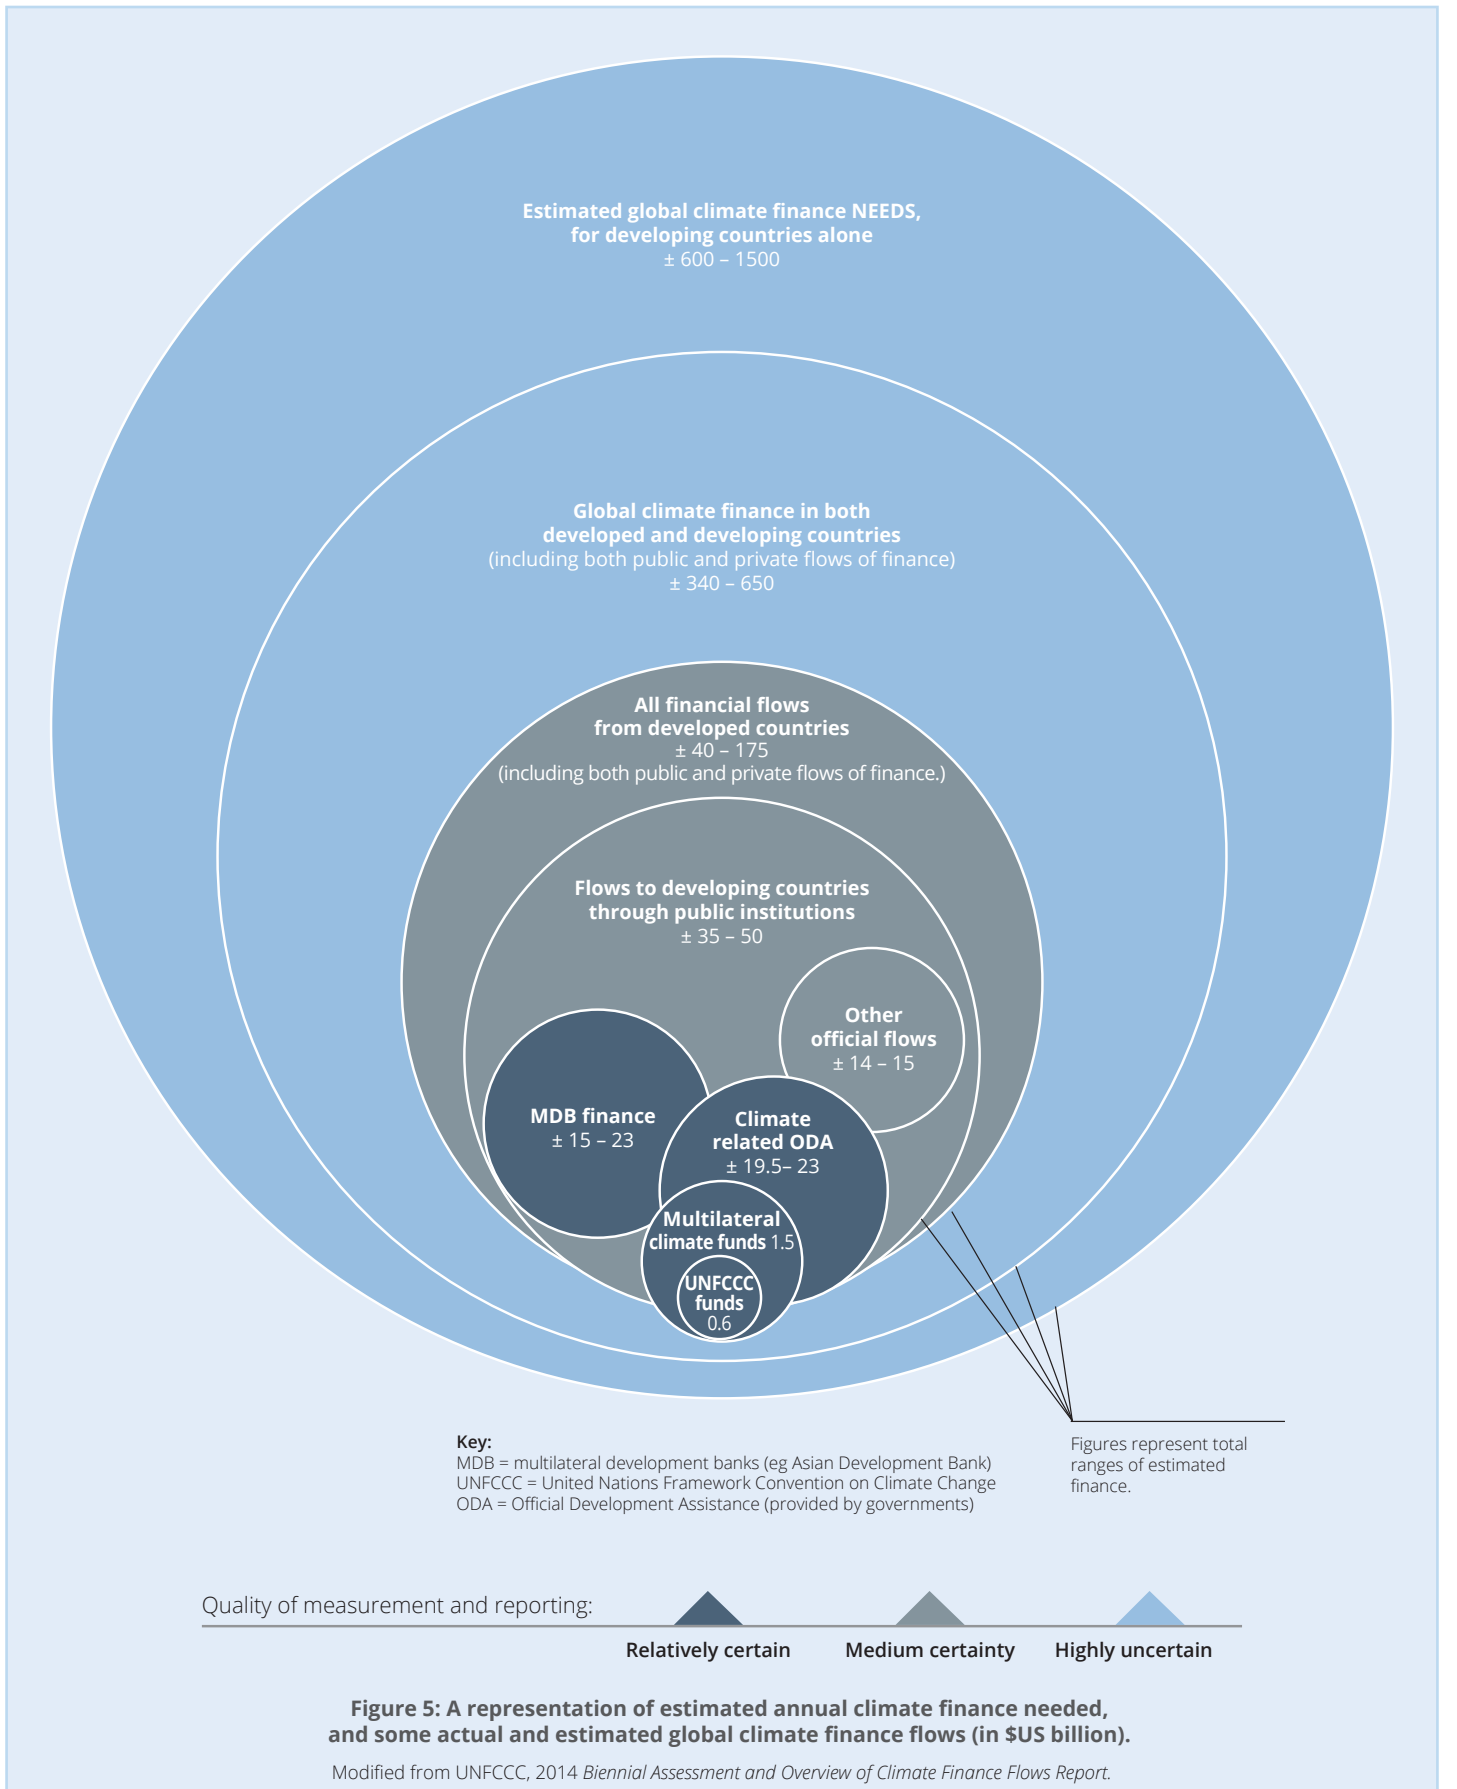 Estimated global climate finance NEEDS,
for developing countries alone
± 600 – 1500
Global climate finance in both
developed and developing countries
(including both public and private flows of finance)
± 340 – 650
All financial flows
from developed countries
± 40 – 175
(including both public and private flows of finance.)
Flows to developing countries
through public institutions
± 35 – 50
Other
official flows
± 14 – 15
MDB finance
± 15 – 23
Climate
related ODA
± 19.5– 23
Multilateral
climate funds 1.5
UNFCCC
funds
0.6
Key:
MDB = multilateral development banks (eg Asian Development Bank)
UNFCCC = United Nations Framework Convention on Climate Change
ODA = Official Development Assistance (provided by governments)
Figures represent total
ranges of estimated
finance.
Quality of measurement and reporting:
Relatively certain
Medium certainty
Highly uncertain
Figure 5: A representation of estimated annual climate finance needed,
and some actual and estimated global climate finance flows (in $US billion).
Modified from UNFCCC, 2014 Biennial Assessment and Overview of Climate Finance Flows Report.